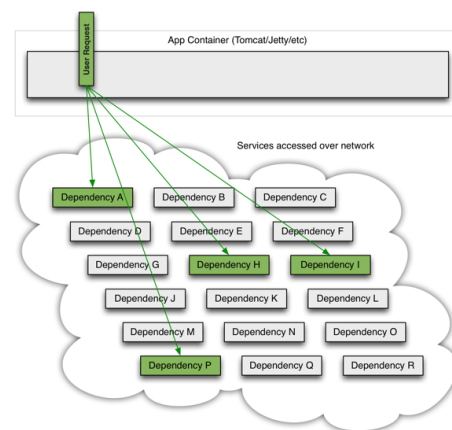 User Request
App Container (Tomcat/Jetty/etc)
Services accessed over network
Dependency A
Dependency B
Dependency C
Dependency D
Dependency E
Dependency F
Dependency G
Dependency H
Dependency I
Dependency J
Dependency K
Dependency L
Dependency M
Dependency N
Dependency O
Dependency P
Dependency Q
Dependency R